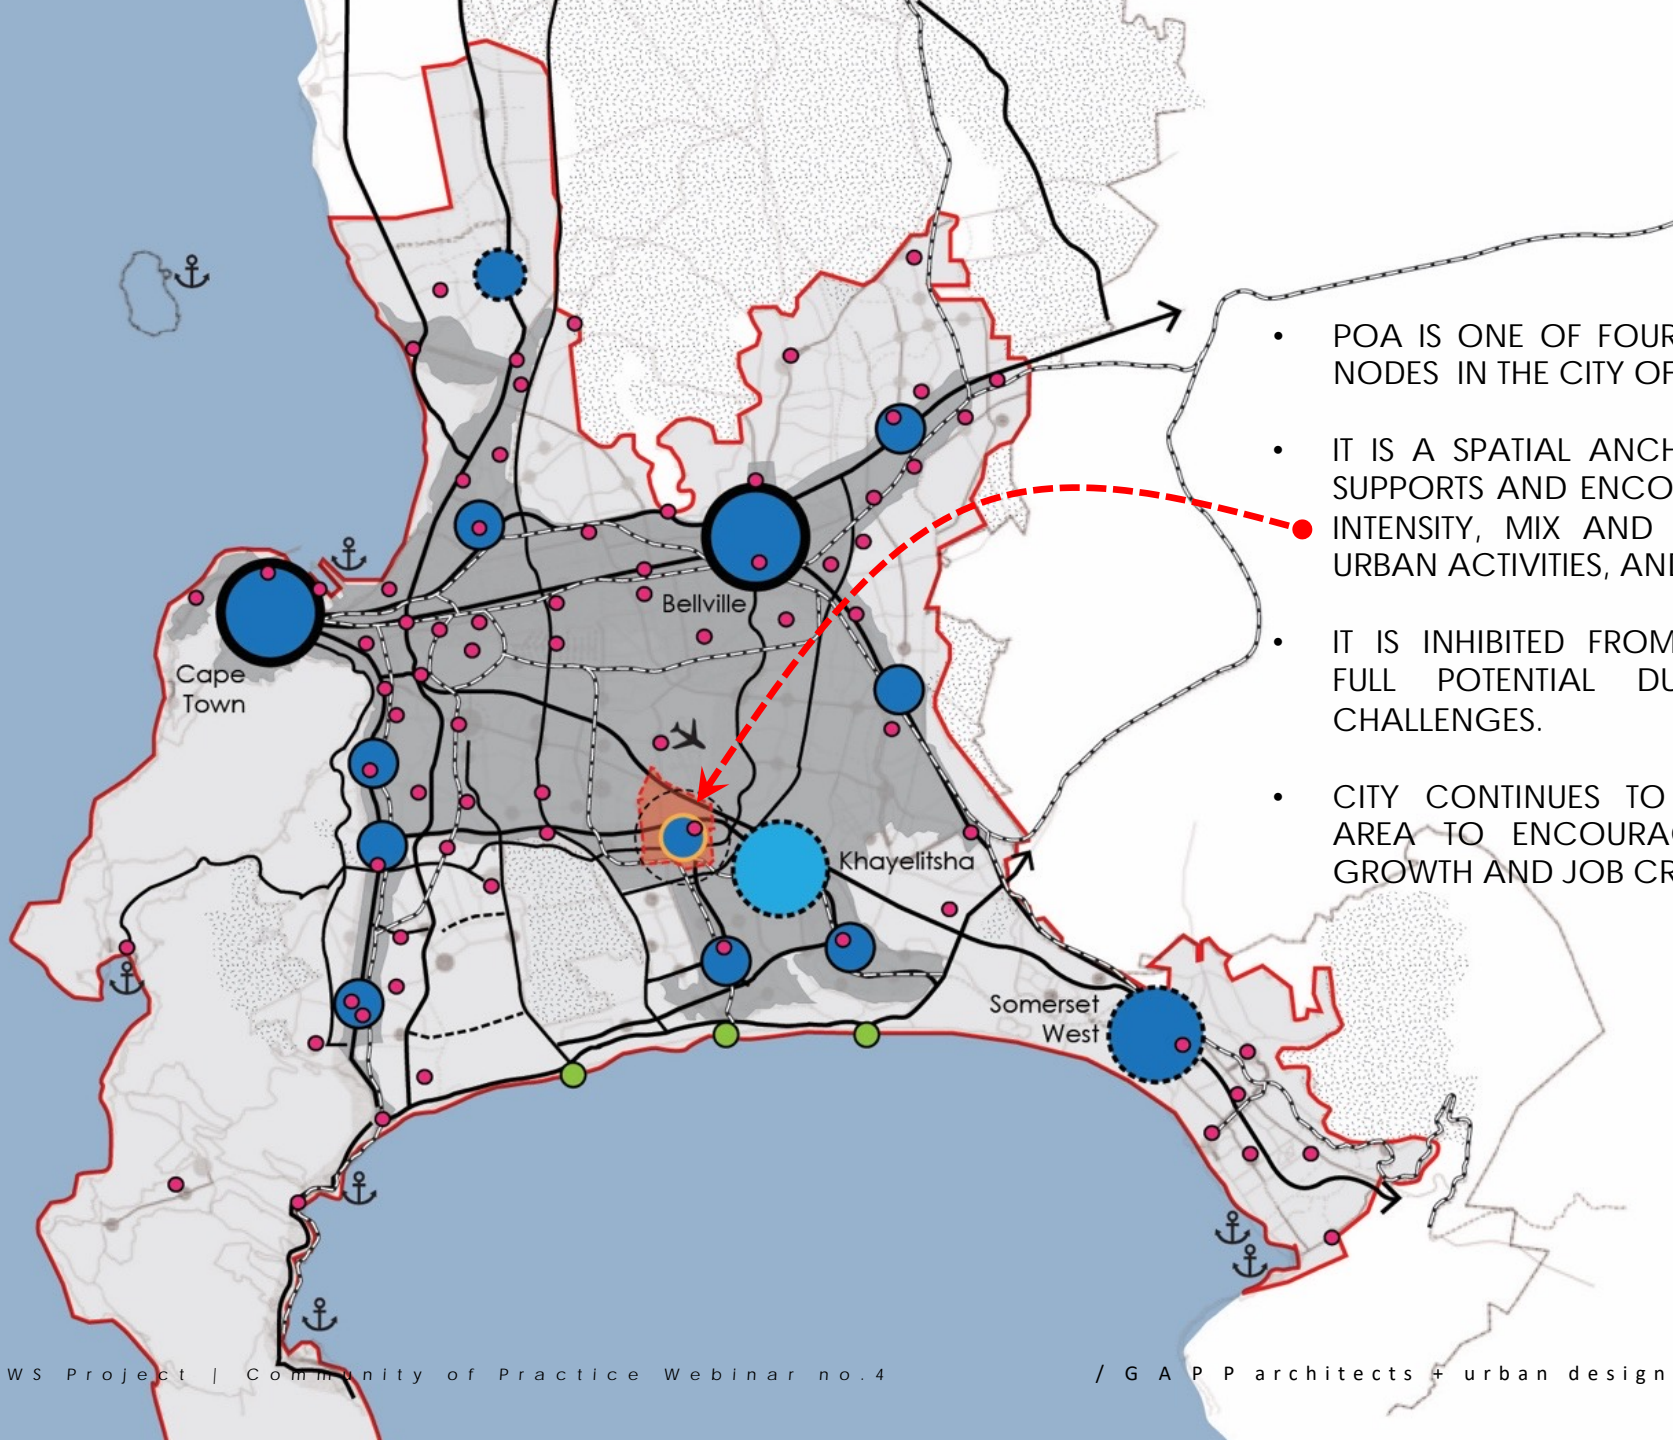 Cape
Town
Bellville
Khayelitsha
Somerset
West
• POA IS ONE OF FOUR
NODES IN THE CITY OF
• IT IS A SPATIAL ANCH
SUPPORTS AND ENCO
INTENSITY, MIX AND
URBAN ACTIVITIES, AN
• IT IS INHIBITED FROM
FULL POTENTIAL DU
CHALLENGES.
• CITY CONTINUES TO
AREA TO ENCOURAG
GROWTH AND JOB CR
WS Project | Community of Practice Webinar no.4
/ GAPP architects + urban design